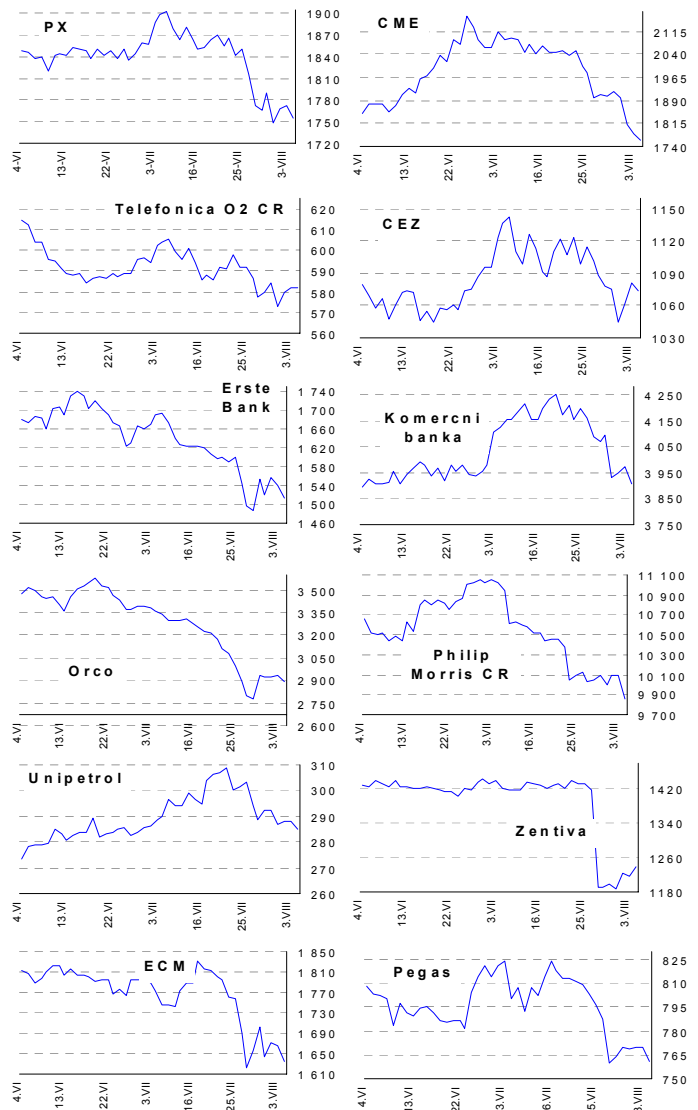 PX
1900
1870
1840
1810
1780
1750
1720
4-VI
13-VI
22-VI
3-VII
16-VII
25-VII
3-VIII
CME
2115
2040
1965
1890
1815
1740
4.VI
13.VI
22.VI
3.VII
16.VII
25.VII
3.VIII
Telefonica O2 CR
620
610
600
590
580
570
560
4.VI
13.VI
22.VI
3.VII
16.VII
25.VII
3.VIII
CEZ
1150
1120
1090
1060
1030
4.VI
13.VI
22.VI
3.VII
16.VII
25.VII
3.VIII
Erste
Bank
1 740
1 700
1 660
1 620
1 580
1 540
1 500
1 460
4.VI
13.VI
22.VI
3.VII
16.VII
25.VII
3.VIII
Komercni
banka
4 250
4 150
4 050
3 950
3 850
3 750
4.VI
13.VI
22.VI
3.VII
16.VII
25.VII
3.VIII
Orco
3 500
3 350
3 200
3 050
2 900
2 750
2 600
4.VI
13.VI
22.VI
3.VII
16.VII
25.VII
3.VIII
Philip
Morris CR
11 100
10 900
10 700
10 500
10 300
10 100
9 900
9 700
4.VI
13.VI
22.VI
3.VII
16.VII
25.VII
3.VIII
Unipetrol
310
300
290
280
270
260
4.VI
13.VI
22.VI
3.VII
16.VII
25.VII
3.VIII
Zentiva
1420
1340
1260
1180
4.VI
13.VI
22.VI
3.VII
16.VII
25.VII
3.VIII
ECM
1 850
1 810
1 770
1 730
1 690
1 650
1 610
4.VI
13.VI
22.VI
3.VII
16.VII
25.VII
3.VIII
Pegas
825
810
795
780
765
750
4.VI
13.VI
22.VI
3.VII
6.VII
5.VII
3.VIII